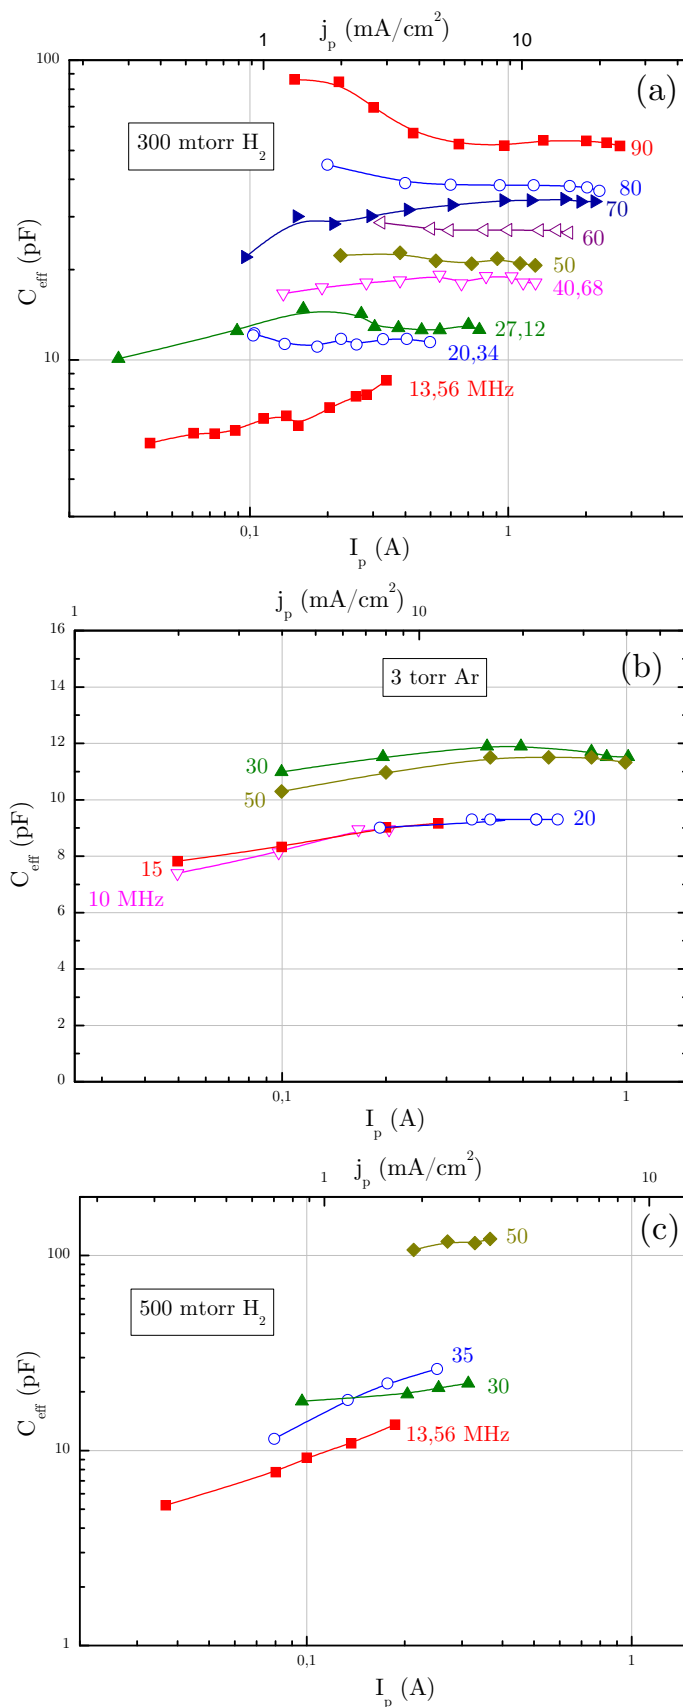 j_p (mA/cm²)
1 10
100
(a)
300 mtorr H₂
90
80
70
60
50
40,68
27,12
20,34
13,56 MHz
C_eff (pF)
10
0,1 1
I_p (A)
j_p (mA/cm²)
1 10
16
(b)
3 torr Ar
14
12
30
50
10
20
15
10 MHz
C_eff (pF)
8
6
4
2
0
0,1 1
I_p (A)
j_p (mA/cm²)
1 10
(c)
50
100
500 mtorr H₂
35
30
13,56 MHz
C_eff (pF)
10
1
0,1 1
I_p (A)